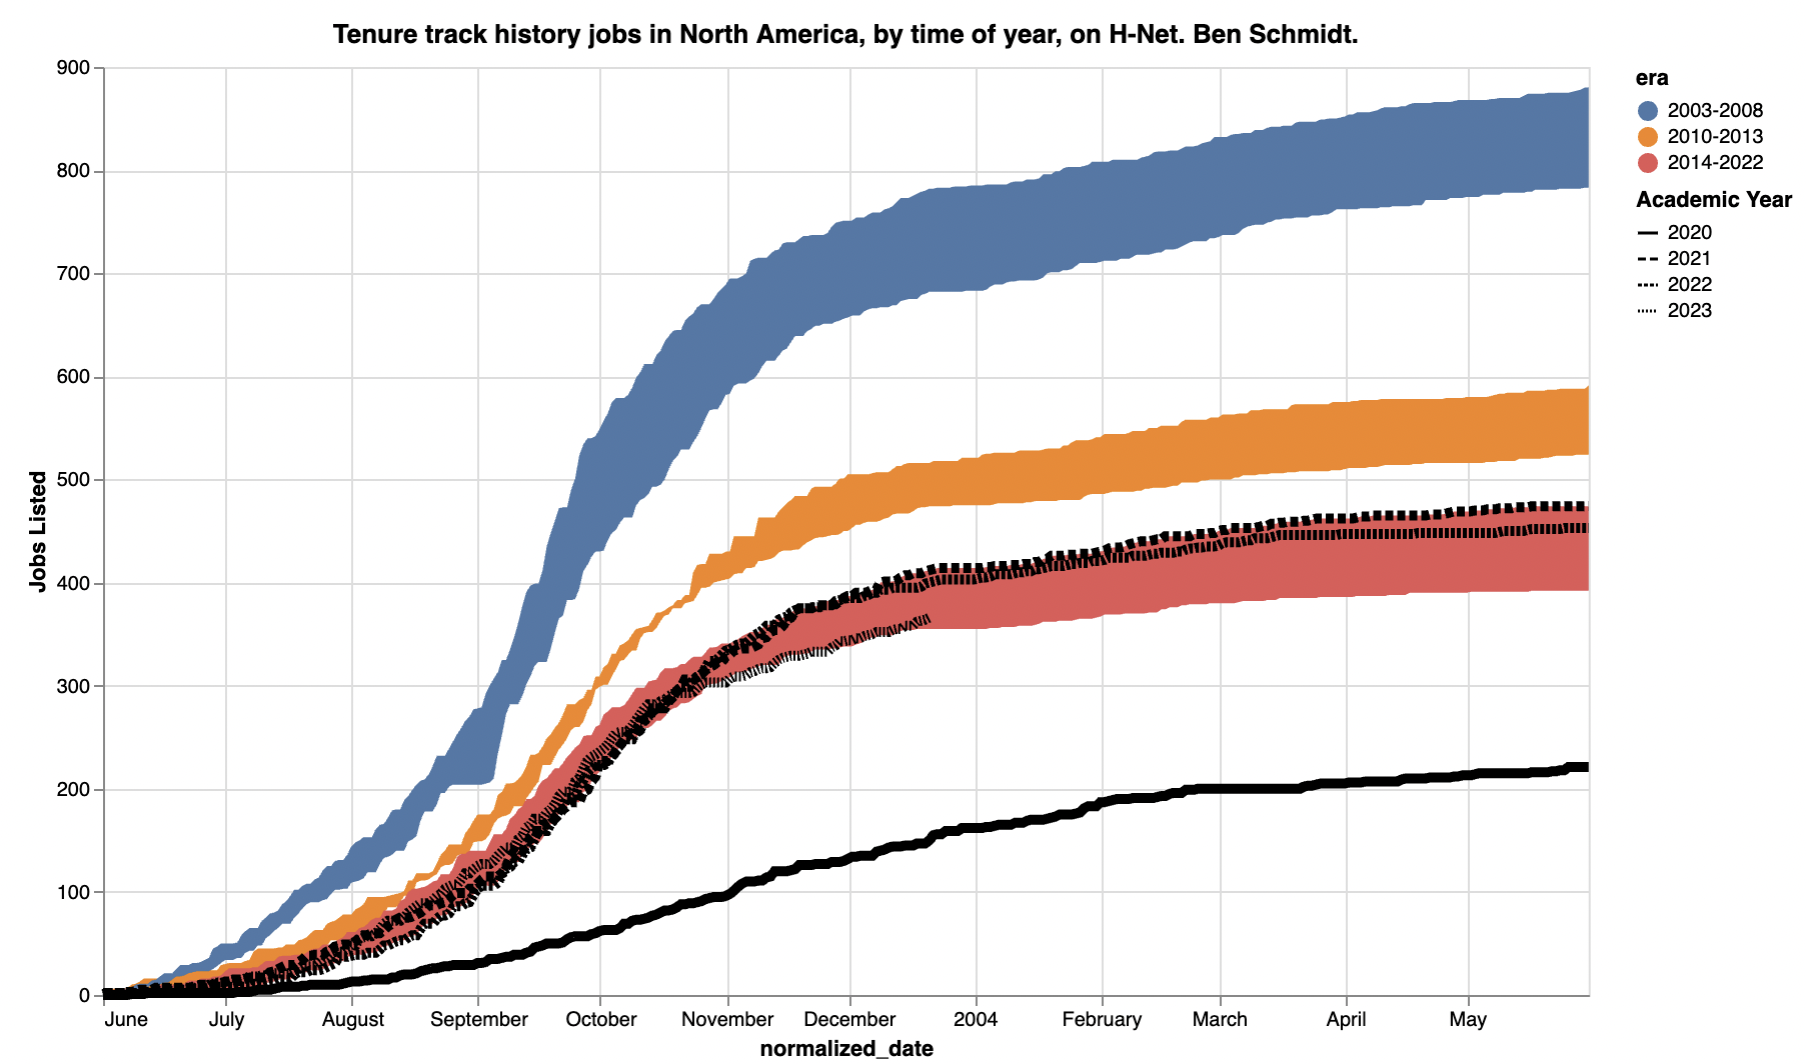 Tenure track history jobs in North America, by time of year, on H-Net. Ben Schmidt.
900
800
700
600
500
400
300
200
100
0
Jobs Listed
June July August September October November December 2004 February March April May
normalized_date
era
2003-2008
2010-2013
2014-2022
Academic Year
2020
2021
2022
2023